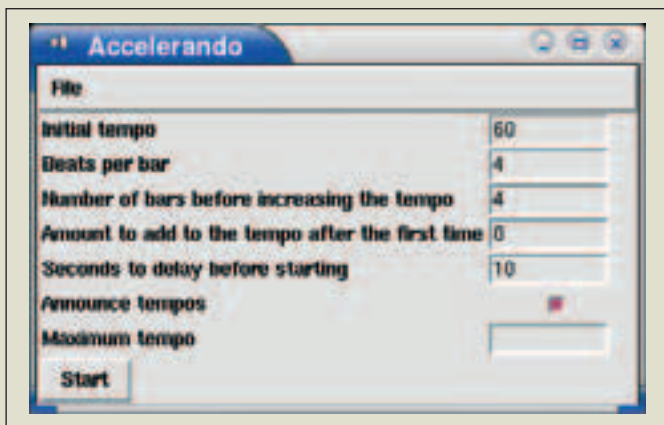 Accelerando
File
Initial tempo 60
Beats per bar 4
Number of bars before increasing the tempo 4
Amount to add to the tempo after the first time 0
Seconds to delay before starting 10
Announce tempos
Maximum tempo
Start